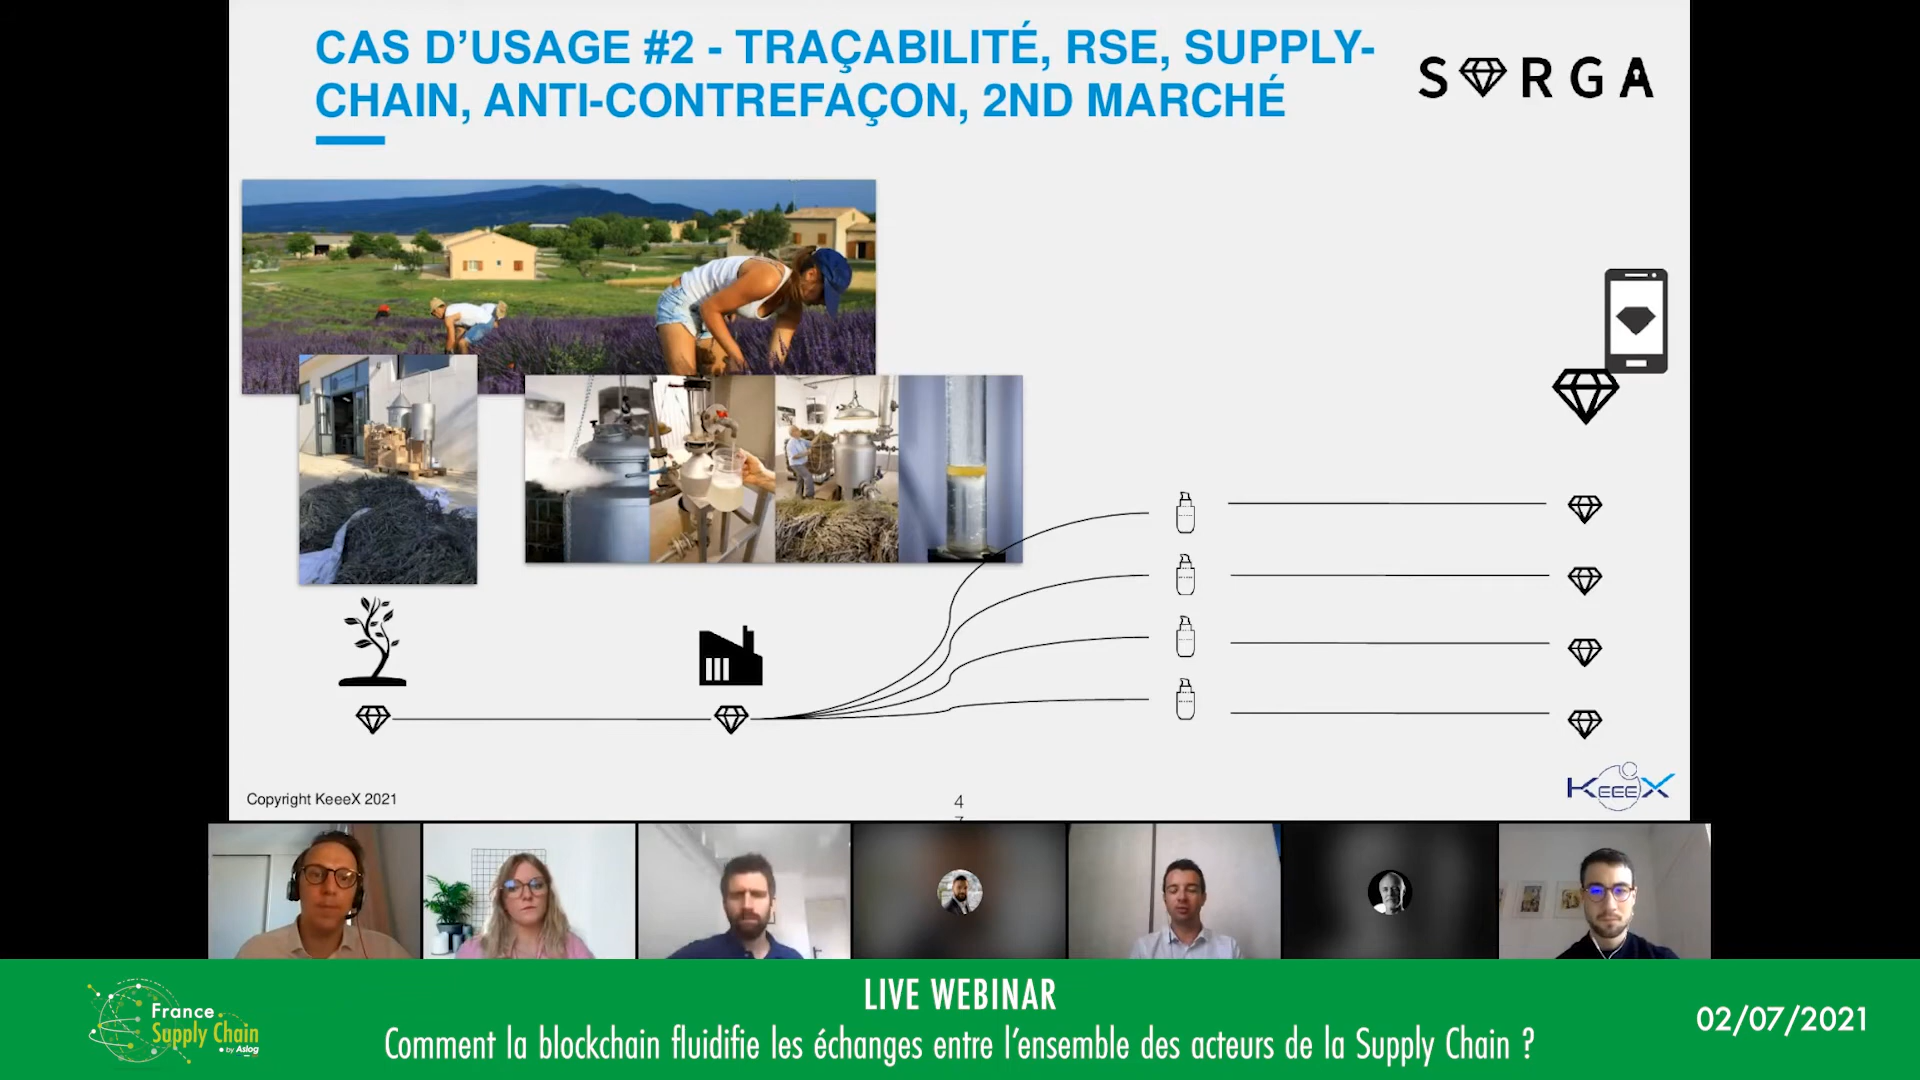 CAS D'USAGE #2 - TRAÇABILITÉ, RSE, SUPPLY-
CHAIN, ANTI-CONTREFAÇON, 2ND MARCHÉ
SORGA
Copyright KeeeX 2021
4
KEEEX
LIVE WEBINAR
Comment la blockchain fluidifie les échanges entre l'ensemble des acteurs de la Supply Chain ?
France
Supply Chain
by Aslog
02/07/2021